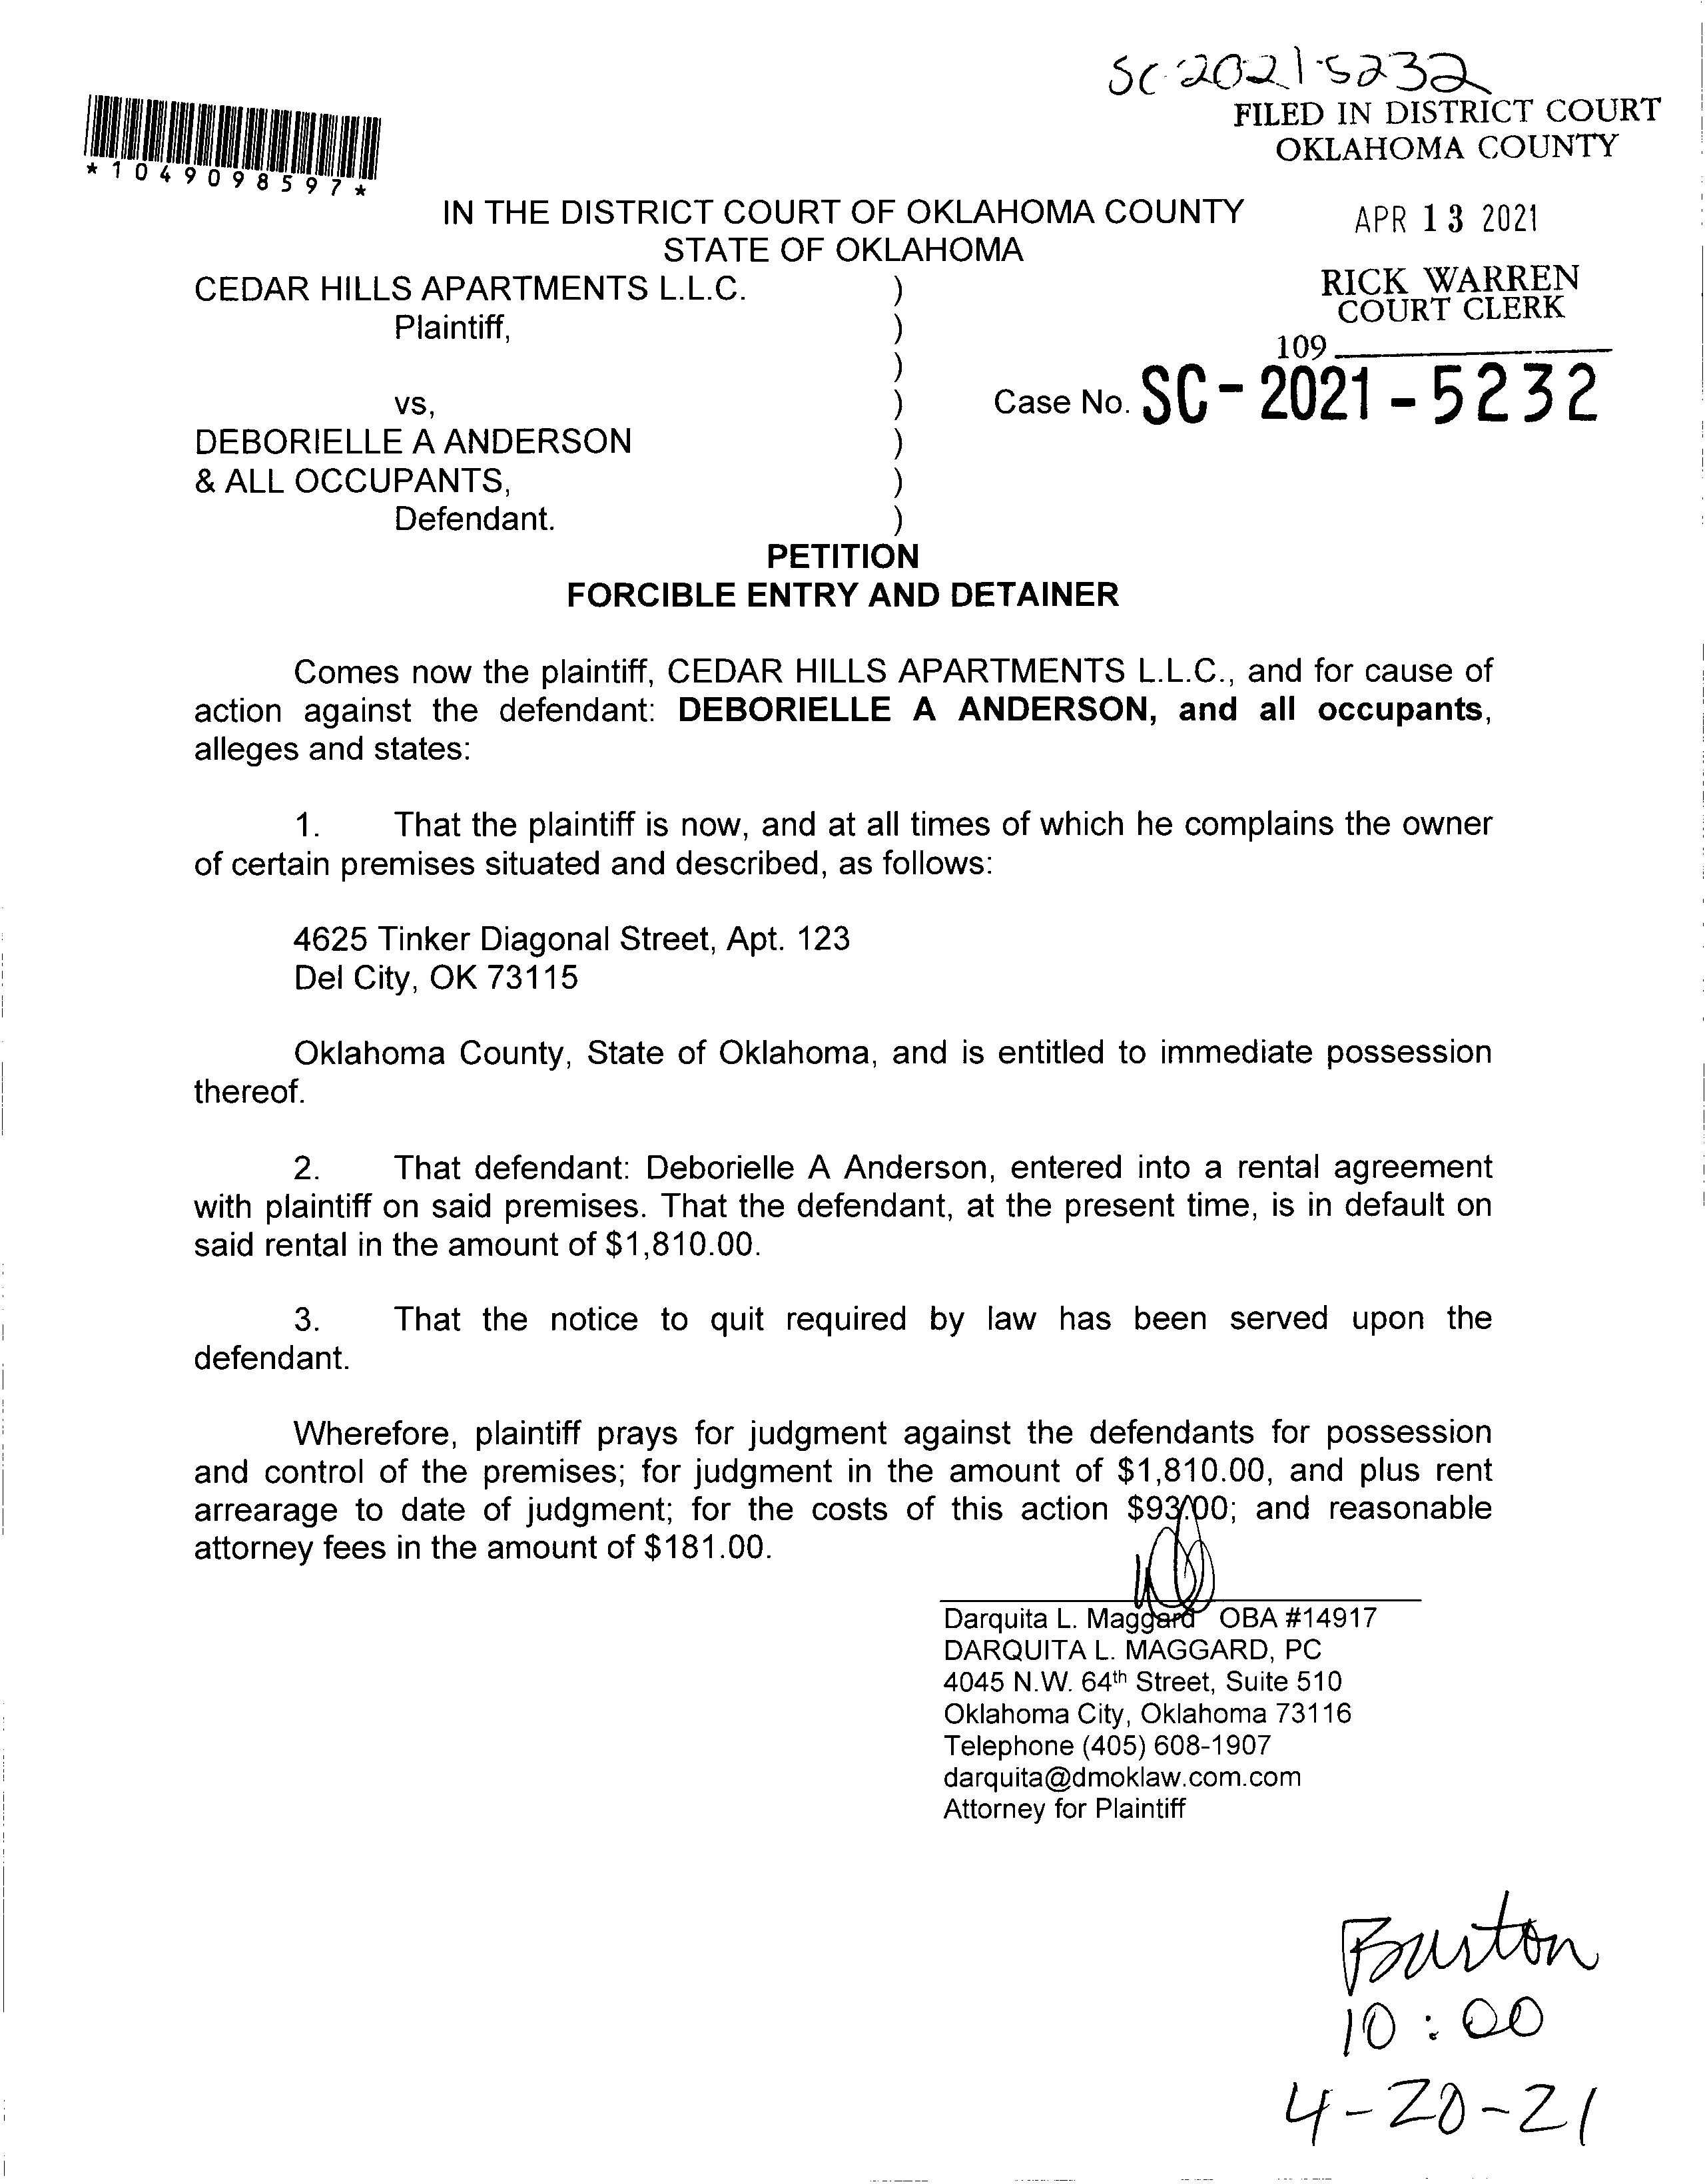 SC-2021-5232
FILED IN DISTRICT COURT
OKLAHOMA COUNTY
*1049098597*
IN THE DISTRICT COURT OF OKLAHOMA COUNTY
APR 13 2021
STATE OF OKLAHOMA
CEDAR HILLS APARTMENTS L.L.C. )
RICK WARREN
COURT CLERK
Plaintiff, )
109
)
vs, ) Case No. SC-2021-5232
DEBORIELLE A ANDERSON )
& ALL OCCUPANTS, )
Defendant. )
PETITION
FORCIBLE ENTRY AND DETAINER
Comes now the plaintiff, CEDAR HILLS APARTMENTS L.L.C., and for cause of
action against the defendant: DEBORIELLE A ANDERSON, and all occupants,
alleges and states:
1. That the plaintiff is now, and at all times of which he complains the owner
of certain premises situated and described, as follows:
4625 Tinker Diagonal Street, Apt. 123
Del City, OK 73115
Oklahoma County, State of Oklahoma, and is entitled to immediate possession
thereof.
2. That defendant: Deborielle A Anderson, entered into a rental agreement
with plaintiff on said premises. That the defendant, at the present time, is in default on
said rental in the amount of $1,810.00.
3. That the notice to quit required by law has been served upon the
defendant.
Wherefore, plaintiff prays for judgment against the defendants for possession
and control of the premises; for judgment in the amount of $1,810.00, and plus rent
arrearage to date of judgment; for the costs of this action $93.00; and reasonable
attorney fees in the amount of $181.00.
Darquita L. Maggard OBA #14917
DARQUITA L. MAGGARD, PC
4045 N.W. 64th Street, Suite 510
Oklahoma City, Oklahoma 73116
Telephone (405) 608-1907
darquita@dmoklaw.com.com
Attorney for Plaintiff
Burton
10:00
4-20-21